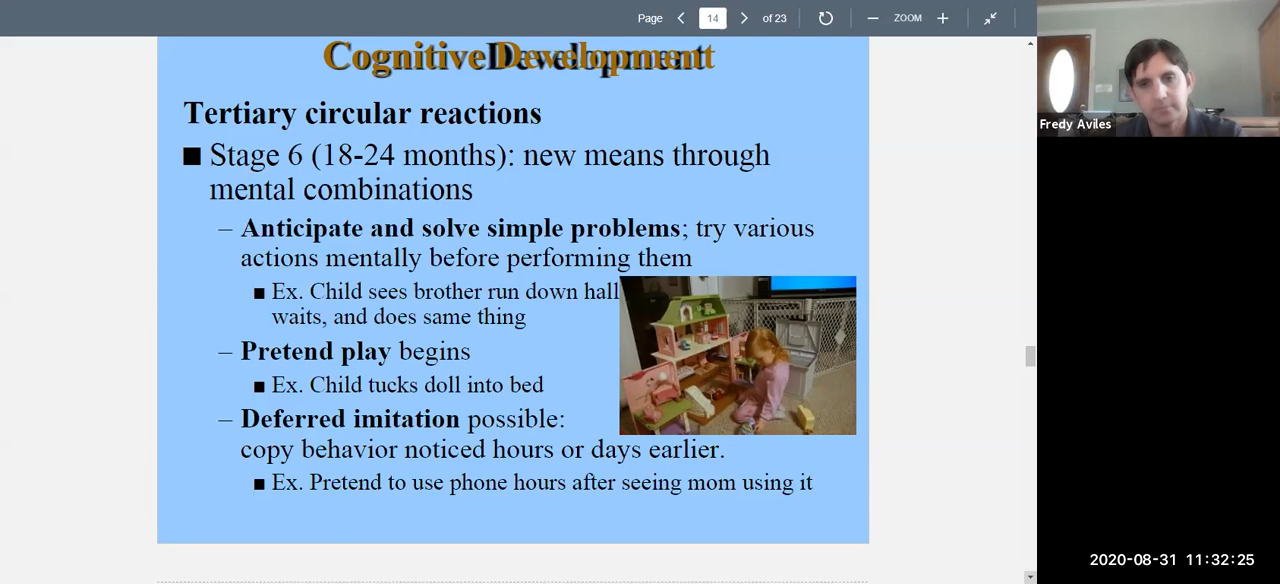 Page 14 of 23 ZOOM
Cognitive Development
Tertiary circular reactions
■ Stage 6 (18-24 months): new means through
mental combinations
– Anticipate and solve simple problems; try various
actions mentally before performing them
■ Ex. Child sees brother run down hall
waits, and does same thing
– Pretend play begins
■ Ex. Child tucks doll into bed
– Deferred imitation possible:
copy behavior noticed hours or days earlier.
■ Ex. Pretend to use phone hours after seeing mom using it
Fredy Aviles
2020-08-31 11:32:25